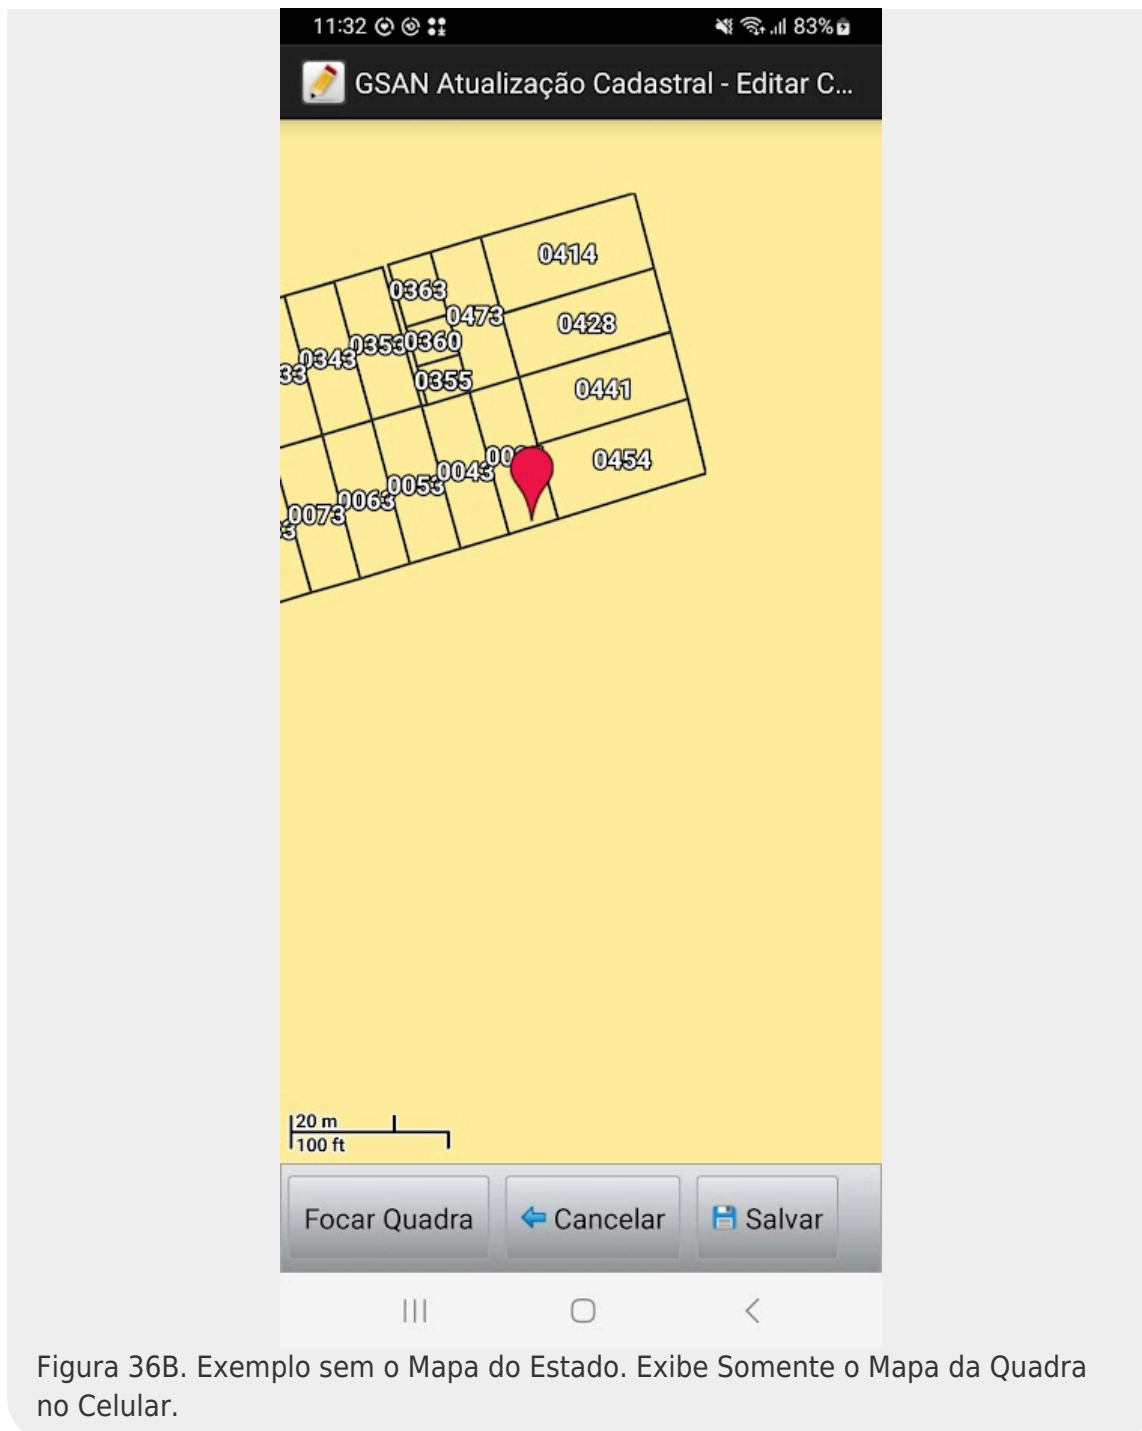 11:32 83%
GSAN Atualização Cadastral - Editar C...
0414
0363
0473
0428
0353
0360
0343
33
0355
0441
0454
0043
0053
0063
0073
20 m
100 ft
Focar Quadra Cancelar Salvar
Figura 36B. Exemplo sem o Mapa do Estado. Exibe Somente o Mapa da Quadra
no Celular.